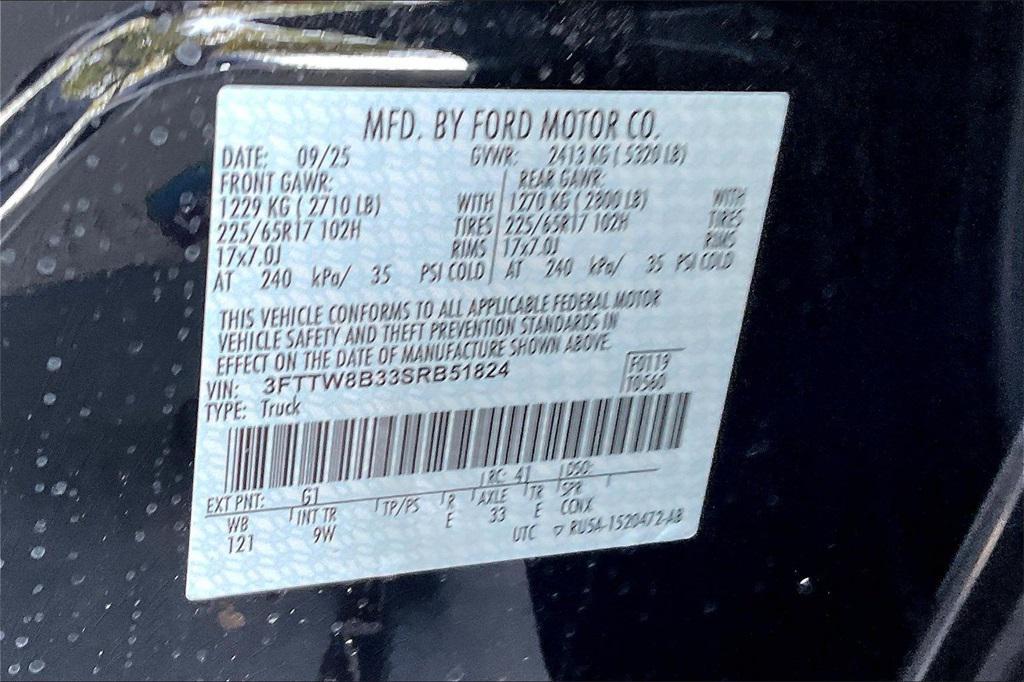 MFD. BY FORD MOTOR CO.
DATE: 09/25 GVWR: 2413 KG ( 5320 LB)
FRONT GAWR: REAR GAWR:
1229 KG ( 2710 LB) WITH 1270 KG ( 2800 LB) WITH
225/65R17 102H TIRES 225/65R17 102H TIRES
17x7.0J RIMS 17x7.0J RIMS
AT 240 kPa/ 35 PSI COLD AT 240 kPa/ 35 PSI COLD
THIS VEHICLE CONFORMS TO ALL APPLICABLE FEDERAL MOTOR
VEHICLE SAFETY AND THEFT PREVENTION STANDARDS IN
EFFECT ON THE DATE OF MANUFACTURE SHOWN ABOVE.
VIN: 3FTTW8B33SRB51824 F0119
TYPE: Truck T0560
EXT PNT: G1 RC: 41 DSO:
WB INT TR TP/PS R AXLE TR SPR
121 9W E 33 E CCNX
UTC ▽ RU5A-1520472-AB